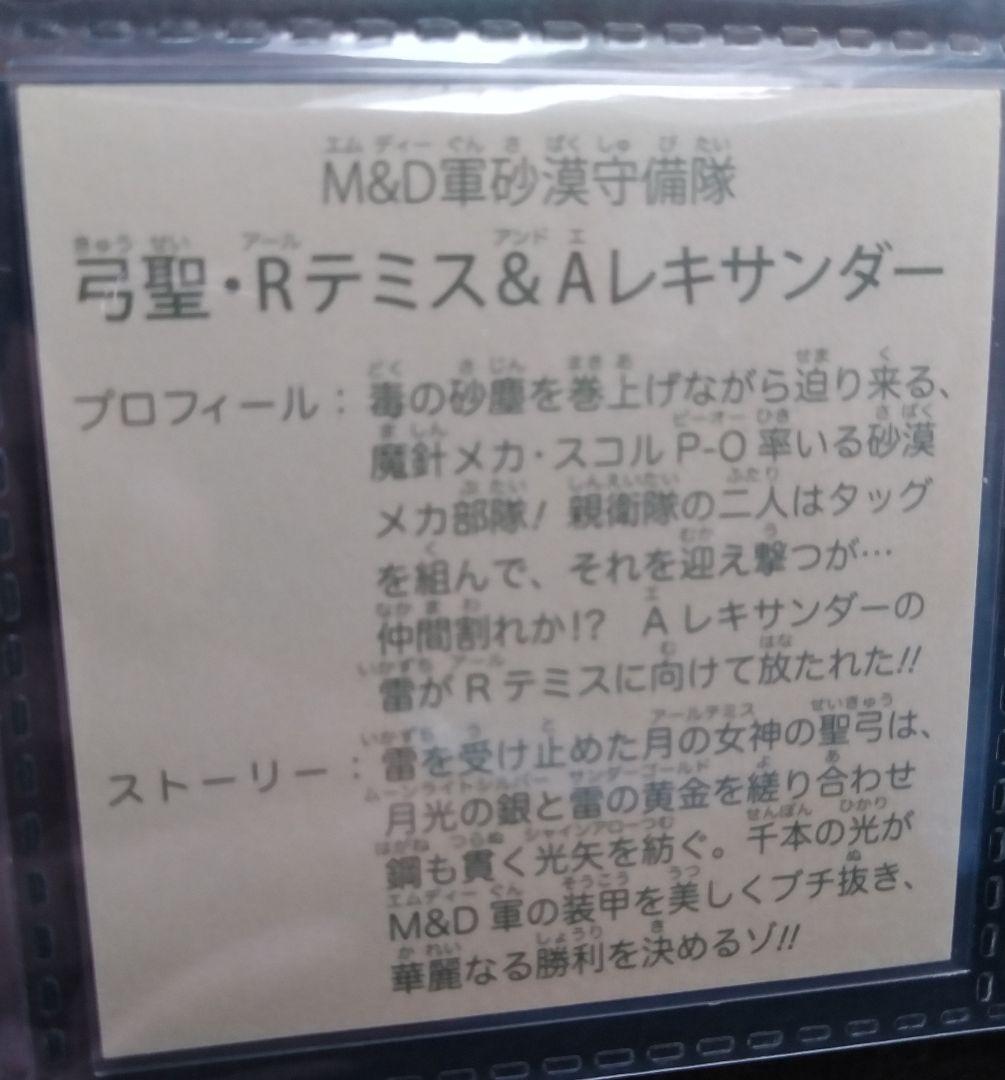 M&D軍砂漠守備隊
弓聖・Rテミス&Aレキサンダー
プロフィール：毒の砂塵を巻上げながら迫り来る、
魔針メカ・スコルP-O率いる砂漠
メカ部隊！親衛隊の二人はタッグ
を組んで、それを迎え撃つが…
仲間割れか!? Aレキサンダーの
雷がRテミスに向けて放たれた!!
ストーリー：雷を受け止めた月の女神の聖弓は、
月光の銀と雷の黄金を縒り合わせ
鋼も貫く光矢を紡ぐ。千本の光が
M&D軍の装甲を美しくブチ抜き、
華麗なる勝利を決めるゾ!!